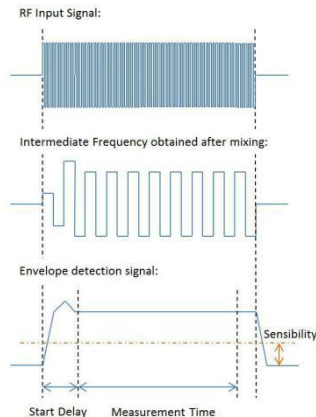 RF Input Signal:
Intermediate Frequency obtained after mixing:
Envelope detection signal:
Sensibility
Start Delay
Measurement Time